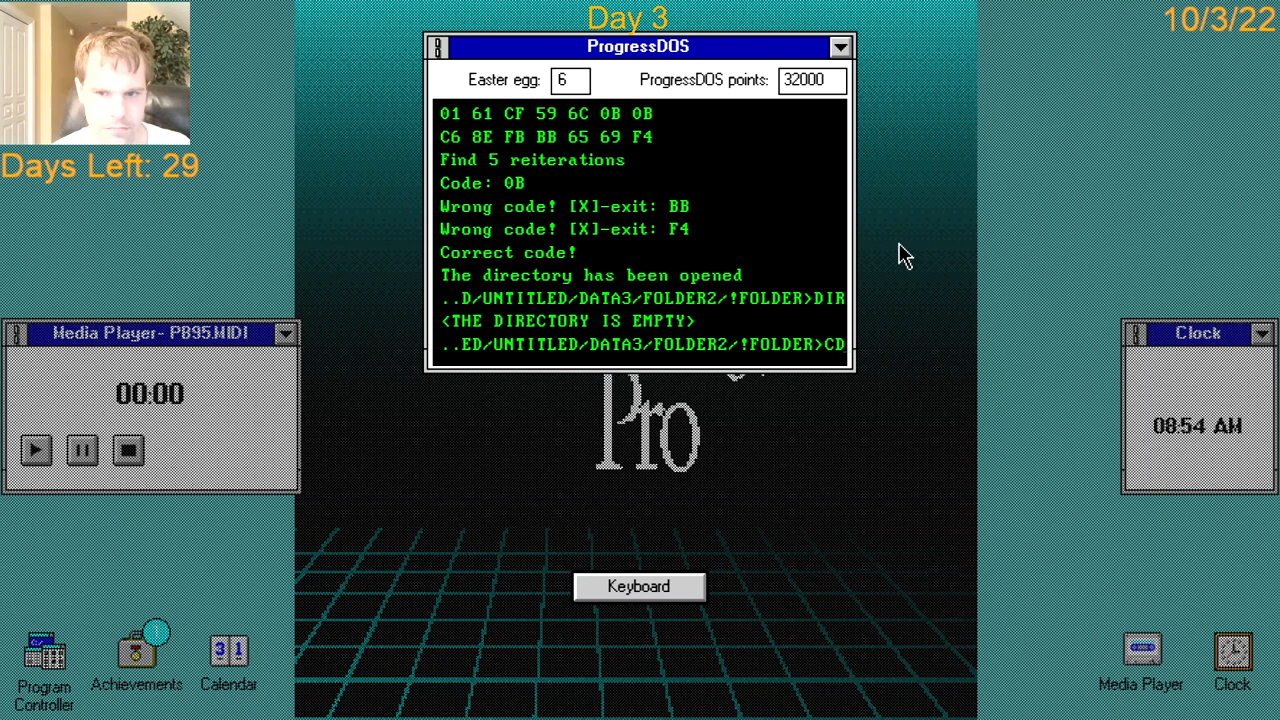 Day 3
10/3/22
ProgressDOS
Easter egg: 6
ProgressDOS points: 32000
01 61 CF 59 6C 0B 0B
C6 8E FB BB 65 69 F4
Find 5 reiterations
Code: 0B
Wrong code! [X]-exit: BB
Wrong code! [X]-exit: F4
Correct code!
The directory has been opened
..D/UNTITLED/DATA3/FOLDER2/!FOLDER>DIR
<THE DIRECTORY IS EMPTY>
..ED/UNTITLED/DATA3/FOLDER2/!FOLDER>CD_
Days Left: 29
Media Player- PB95.MIDI
00:00
Clock
08:54 AM
Pro
Keyboard
Program
Controller
1
Achievements
3 1
Calendar
Media Player
Clock